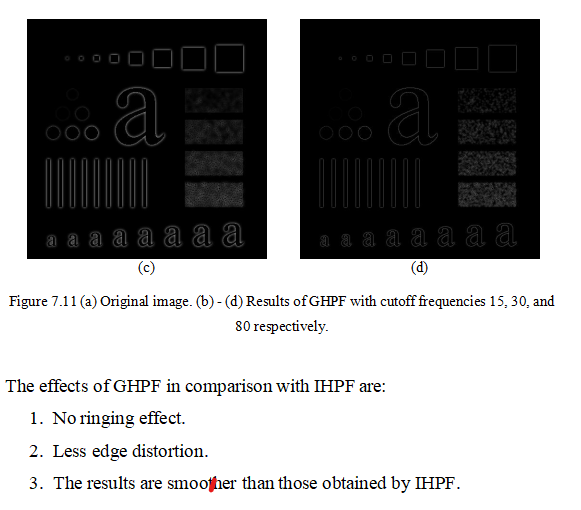 a
a
a a a a a a a a
a a a a a a a a
(c)
(d)
Figure 7.11 (a) Original image. (b) - (d) Results of GHPF with cutoff frequencies 15, 30, and
80 respectively.
The effects of GHPF in comparison with IHPF are:
1. No ringing effect.
2. Less edge distortion.
3. The results are smoother than those obtained by IHPF.